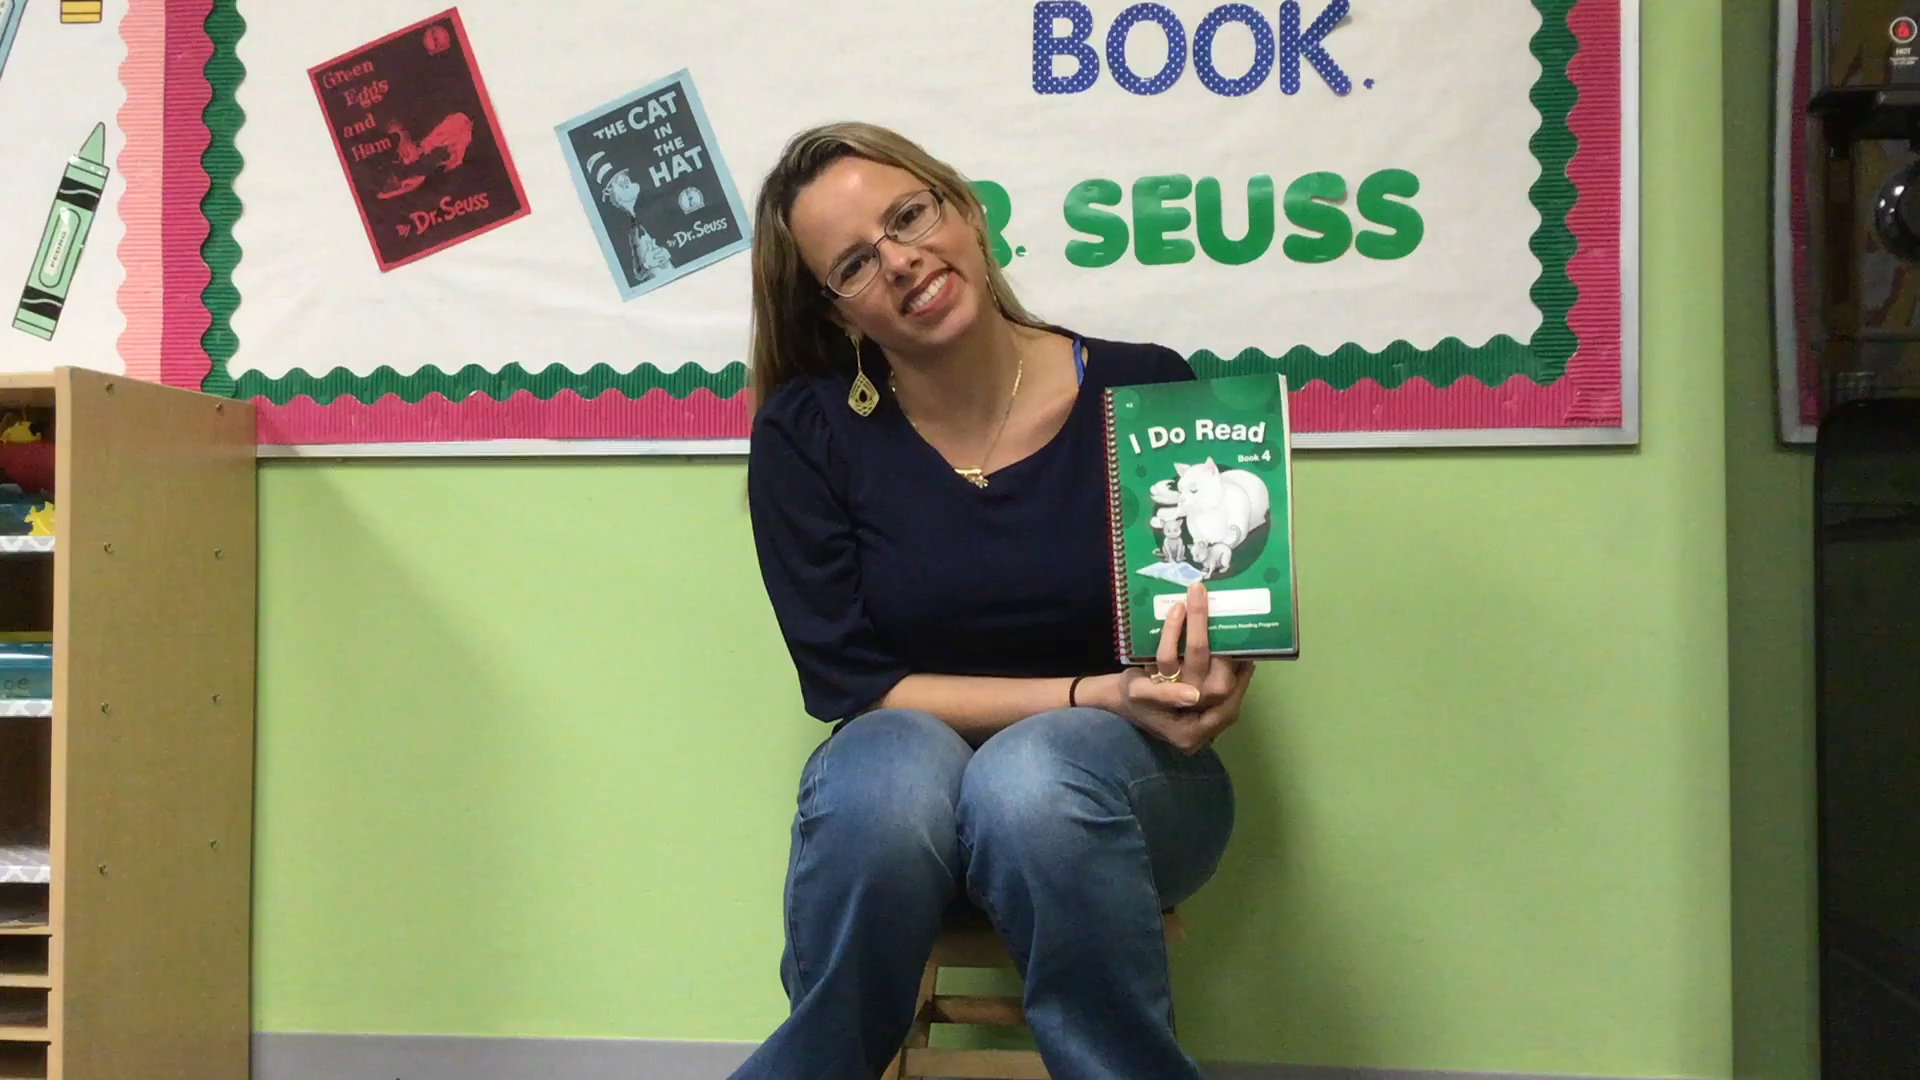 BOOK.
Green
Eggs
and
Ham
By Dr. Seuss
THE CAT
IN
THE
HAT
by Dr. Seuss
. SEUSS
I Do Read
Book 4
Phonics Reading Program
HOT